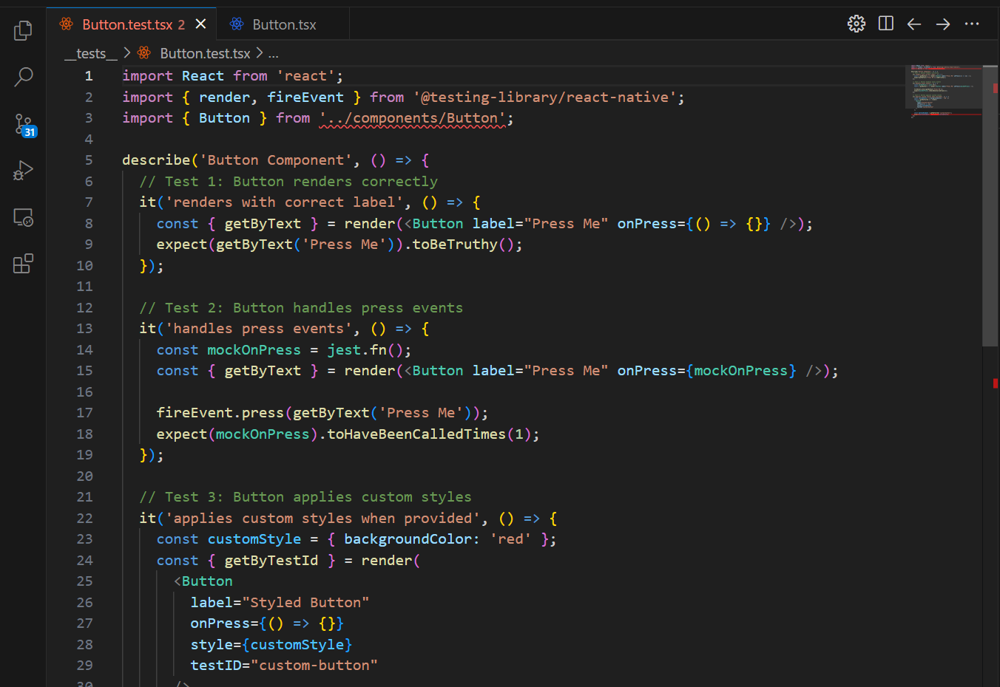 Button.test.tsx 2
Button.tsx
__tests__ > Button.test.tsx > ...
31
1 import React from 'react';
2 import { render, fireEvent } from '@testing-library/react-native';
3 import { Button } from '../components/Button';
4
5 describe('Button Component', () => {
6 // Test 1: Button renders correctly
7 it('renders with correct label', () => {
8 const { getByText } = render(<Button label="Press Me" onPress={() => {}} />);
9 expect(getByText('Press Me')).toBeTruthy();
10 });
11
12 // Test 2: Button handles press events
13 it('handles press events', () => {
14 const mockOnPress = jest.fn();
15 const { getByText } = render(<Button label="Press Me" onPress={mockOnPress} />);
16
17 fireEvent.press(getByText('Press Me'));
18 expect(mockOnPress).toHaveBeenCalledTimes(1);
19 });
20
21 // Test 3: Button applies custom styles
22 it('applies custom styles when provided', () => {
23 const customStyle = { backgroundColor: 'red' };
24 const { getByTestId } = render(
25 <Button
26 label="Styled Button"
27 onPress={() => {}}
28 style={customStyle}
29 testID="custom-button"
30 />